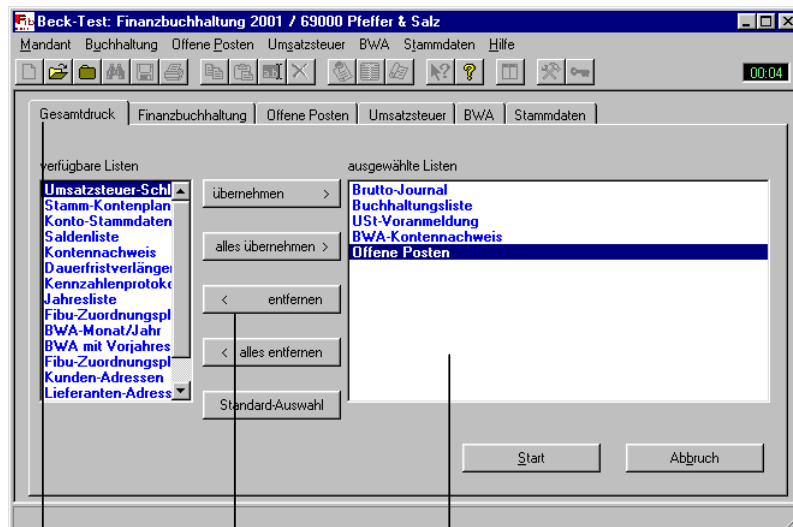 Beck-Test: Finanzbuchhaltung 2001 / 69000 Pfeffer & Salz
Mandant Buchhaltung Offene Posten Umsatzsteuer BWA Stammdaten Hilfe
00:04
Gesamtdruck Finanzbuchhaltung Offene Posten Umsatzsteuer BWA Stammdaten
verfügbare Listen
Umsatzsteuer-Schl
Stamm-Kontenplan
Konto-Stammdaten
Saldenliste
Kontennachweis
Dauerfristverlänger
Kennzahlenprotoko
Jahresliste
Fibu-Zuordnungspl
BWA-Monat/Jahr
BWA mit Vorjahres
Fibu-Zuordnungspl
Kunden-Adressen
Lieferanten-Adress
übernehmen >
alles übernehmen >
< entfernen
< alles entfernen
Standard-Auswahl
ausgewählte Listen
Brutto-Journal
Buchhaltungsliste
USt-Voranmeldung
BWA-Kontennachweis
Offene Posten
Start Abbruch